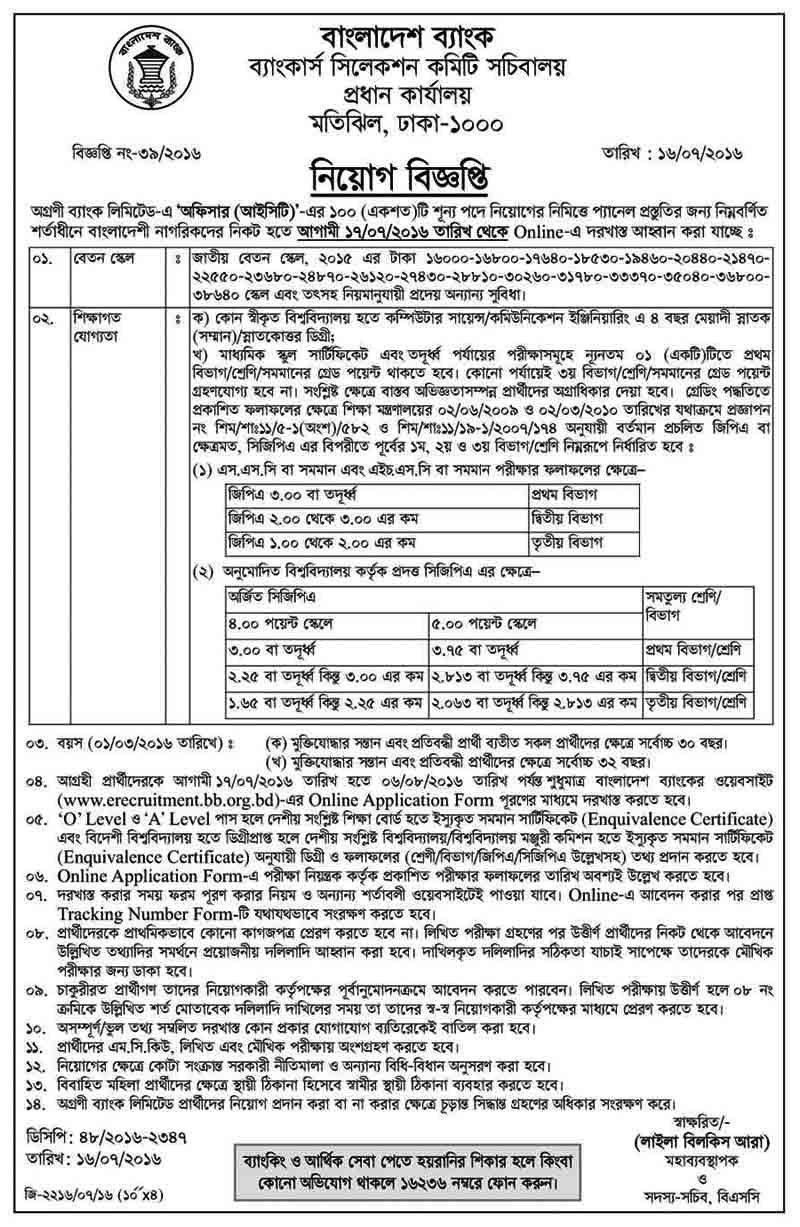 বাংলাদেশ ব্যাংক
বাংলাদেশ ব্যাংক
ব্যাংকার্স সিলেকশন কমিটি সচিবালয়
প্রধান কার্যালয়
মতিঝিল, ঢাকা-১০০০
বিজ্ঞপ্তি নং-৩৯/২০১৬ তারিখ : ১৬/০৭/২০১৬
নিয়োগ বিজ্ঞপ্তি
অগ্রণী ব্যাংক লিমিটেড-এ ‘অফিসার (আইসিটি)’-এর ১০০ (একশত)টি শূন্য পদে নিয়োগের নিমিত্তে প্যানেল প্রস্তুতির জন্য নিম্নবর্ণিত
শর্তাধীনে বাংলাদেশী নাগরিকদের নিকট হতে আগামী ১৭/০৭/২০১৬ তারিখ থেকে Online-এ দরখাস্ত আহ্বান করা যাচ্ছে :
০১. বেতন স্কেল : জাতীয় বেতন স্কেল, ২০১৫ এর টাকা ১৬০০০-১৬৮০০-১৭৬৪০-১৮৫৩০-১৯৪৬০-২০৪৪০-২১৪৭০-
২২৫৫০-২৩৬৮০-২৪৮৭০-২৬১২০-২৭৪৩০-২৮৮১০-৩০২৬০-৩১৭৮০-৩৩৩৭০-৩৫০৪০-৩৬৮০০-
৩৮৬৪০ স্কেল এবং তৎসহ নিয়মানুযায়ী প্রদেয় অন্যান্য সুবিধা।
০২. শিক্ষাগত : ক) কোন স্বীকৃত বিশ্ববিদ্যালয় হতে কম্পিউটার সায়েন্স/কমিউনিকেশন ইঞ্জিনিয়ারিং এ ৪ বছর মেয়াদী স্নাতক
যোগ্যতা (সম্মান)/স্নাতকোত্তর ডিগ্রী;
খ) মাধ্যমিক স্কুল সার্টিফিকেট এবং তদূর্ধ্ব পর্যায়ের পরীক্ষাসমূহে ন্যূনতম ০১ (একটি)টিতে প্রথম
বিভাগ/শ্রেণি/সমমানের গ্রেড পয়েন্ট থাকতে হবে। কোনো পর্যায়েই ৩য় বিভাগ/শ্রেণি/সমমানের গ্রেড পয়েন্ট
গ্রহণযোগ্য হবে না। সংশ্লিষ্ট ক্ষেত্রে বাস্তব অভিজ্ঞতাসম্পন্ন প্রার্থীদের অগ্রাধিকার দেয়া হবে। গ্রেডিং পদ্ধতিতে
প্রকাশিত ফলাফলের ক্ষেত্রে শিক্ষা মন্ত্রণালয়ের ০২/০৬/২০০৯ ও ০২/০৩/২০১০ তারিখের যথাক্রমে প্রজ্ঞাপন
নং শিম/শাঃ১১/৫-১(অংশ)/৫৮২ ও শিম/শাঃ১১/১৯-১/২০০৭/১৭৪ অনুযায়ী বর্তমান প্রচলিত জিপিএ বা
ক্ষেত্রমত, সিজিপিএ এর বিপরীতে পূর্বের ১ম, ২য় ও ৩য় বিভাগ/শ্রেণি নিম্নরূপে নির্ধারিত হবে :
(১) এস.এস.সি বা সমমান এবং এইচ.এস.সি বা সমমান পরীক্ষার ফলাফলের ক্ষেত্রে–
জিপিএ ৩.০০ বা তদূর্ধ্ব প্রথম বিভাগ
জিপিএ ২.০০ থেকে ৩.০০ এর কম দ্বিতীয় বিভাগ
জিপিএ ১.০০ থেকে ২.০০ এর কম তৃতীয় বিভাগ
(২) অনুমোদিত বিশ্ববিদ্যালয় কর্তৃক প্রদত্ত সিজিপিএ এর ক্ষেত্রে–
অর্জিত সিজিপিএ সমতুল্য শ্রেণি/
বিভাগ
৪.০০ পয়েন্ট স্কেলে ৫.০০ পয়েন্ট স্কেলে
৩.০০ বা তদূর্ধ্ব ৩.৭৫ বা তদূর্ধ্ব প্রথম বিভাগ/শ্রেণি
২.২৫ বা তদূর্ধ্ব কিন্তু ৩.০০ এর কম ২.৮১৩ বা তদূর্ধ্ব কিন্তু ৩.৭৫ এর কম দ্বিতীয় বিভাগ/শ্রেণি
১.৬৫ বা তদূর্ধ্ব কিন্তু ২.২৫ এর কম ২.০৬৩ বা তদূর্ধ্ব কিন্তু ২.৮১৩ এর কম তৃতীয় বিভাগ/শ্রেণি
০৩. বয়স (০১/০৩/২০১৬ তারিখে) : (ক) মুক্তিযোদ্ধার সন্তান এবং প্রতিবন্ধী প্রার্থী ব্যতীত সকল প্রার্থীদের ক্ষেত্রে সর্বোচ্চ ৩০ বছর।
(খ) মুক্তিযোদ্ধার সন্তান এবং প্রতিবন্ধী প্রার্থীদের ক্ষেত্রে সর্বোচ্চ ৩২ বছর।
০৪. আগ্রহী প্রার্থীদেরকে আগামী ১৭/০৭/২০১৬ তারিখ হতে ০৬/০৮/২০১৬ তারিখ পর্যন্ত শুধুমাত্র বাংলাদেশ ব্যাংকের ওয়েবসাইট
(www.erecruitment.bb.org.bd)-এর Online Application Form পূরণের মাধ্যমে দরখাস্ত করতে হবে।
০৫. ‘O’ Level ও ‘A’ Level পাস হলে দেশীয় সংশ্লিষ্ট শিক্ষা বোর্ড হতে ইস্যুকৃত সমমান সার্টিফিকেট (Enquivalence Certificate)
এবং বিদেশী বিশ্ববিদ্যালয় হতে ডিগ্রীপ্রাপ্ত হলে দেশীয় সংশ্লিষ্ট বিশ্ববিদ্যালয়/বিশ্ববিদ্যালয় মঞ্জুরী কমিশন হতে ইস্যুকৃত সমমান সার্টিফিকেট
(Enquivalence Certificate) অনুযায়ী ডিগ্রী ও ফলাফলের (শ্রেণী/বিভাগ/জিপিএ/সিজিপিএ উল্লেখসহ) তথ্য প্রদান করতে হবে।
০৬. Online Application Form-এ পরীক্ষা নিয়ন্ত্রক কর্তৃক প্রকাশিত পরীক্ষার ফলাফলের তারিখ অবশ্যই উল্লেখ করতে হবে।
০৭. দরখাস্ত করার সময় ফরম পূরণ করার নিয়ম ও অন্যান্য শর্তাবলী ওয়েবসাইটেই পাওয়া যাবে। Online-এ আবেদন করার পর প্রাপ্ত
Tracking Number Form-টি যথাযথভাবে সংরক্ষণ করতে হবে।
০৮. প্রার্থীদেরকে প্রাথমিকভাবে কোনো কাগজপত্র প্রেরণ করতে হবে না। লিখিত পরীক্ষা গ্রহণের পর উত্তীর্ণ প্রার্থীদের নিকট থেকে আবেদনে
উল্লিখিত তথ্যাদির সমর্থনে প্রয়োজনীয় দলিলাদি আহ্বান করা হবে। দাখিলকৃত দলিলাদির সঠিকতা যাচাই সাপেক্ষে তাদেরকে মৌখিক
পরীক্ষার জন্য ডাকা হবে।
০৯. চাকুরীরত প্রার্থীগণ তাদের নিয়োগকারী কর্তৃপক্ষের পূর্বানুমোদনক্রমে আবেদন করতে পারবেন। লিখিত পরীক্ষায় উত্তীর্ণ হলে ০৮ নং
ক্রমিকে উল্লিখিত শর্ত মোতাবেক দলিলাদি দাখিলের সময় তা তাদের স্ব-স্ব নিয়োগকারী কর্তৃপক্ষের মাধ্যমে প্রেরণ করতে হবে।
১০. অসম্পূর্ণ/ভুল তথ্য সম্বলিত দরখাস্ত কোন প্রকার যোগাযোগ ব্যতিরেকেই বাতিল করা হবে।
১১. প্রার্থীদের এম.সি.কিউ, লিখিত এবং মৌখিক পরীক্ষায় অংশগ্রহণ করতে হবে।
১২. নিয়োগের ক্ষেত্রে কোটা সংক্রান্ত সরকারী নীতিমালা ও অন্যান্য বিধি-বিধান অনুসরণ করা হবে।
১৩. বিবাহিত মহিলা প্রার্থীদের ক্ষেত্রে স্থায়ী ঠিকানা হিসেবে স্বামীর স্থায়ী ঠিকানা ব্যবহার করতে হবে।
১৪. অগ্রণী ব্যাংক লিমিটেড প্রার্থীদের নিয়োগ প্রদান করা বা না করার ক্ষেত্রে চূড়ান্ত সিদ্ধান্ত গ্রহণের অধিকার সংরক্ষণ করে।
স্বাক্ষরিত/-
ডিসিপি: ৪৮/২০১৬-২৩৪৭ (লাইলা বিলকিস আরা)
তারিখ: ১৬/০৭/২০১৬ মহাব্যবস্থাপক
ও
সদস্য-সচিব, বিএসসি
ব্যাংকিং ও আর্থিক সেবা পেতে হয়রানির শিকার হলে কিংবা
কোনো অভিযোগ থাকলে ১৬২৩৬ নম্বরে ফোন করুন।
জি-২২১৬/০৭/১৬ (১০˝x৪)